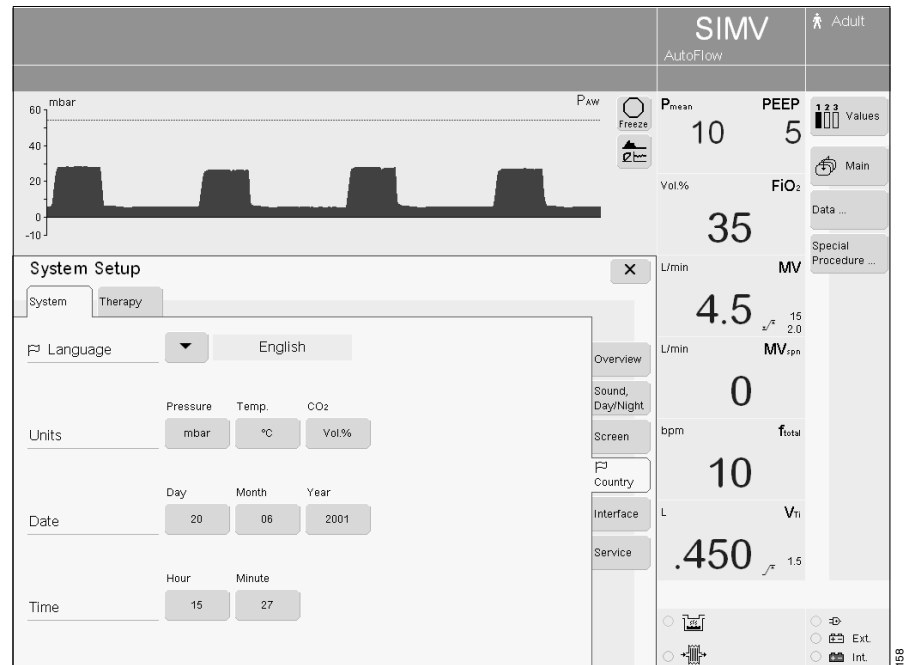 SIMV
AutoFlow
Adult
mbar
PAW
60
40
20
0
-10
Freeze
Pmean PEEP
10 5
Vol.% FiO2
35
L/min MV
4.5
15
2.0
L/min MVspn
0
bpm ftotal
10
L VTi
.450
1.5
1 2 3
Values
Main
Data ...
Special
Procedure ...
System Setup
System Therapy
Language English
Pressure Temp. CO2
Units mbar °C Vol.%
Day Month Year
Date 20 06 2001
Hour Minute
Time 15 27
Overview
Sound,
Day/Night
Screen
Country
Interface
Service
Ext.
Int.
158